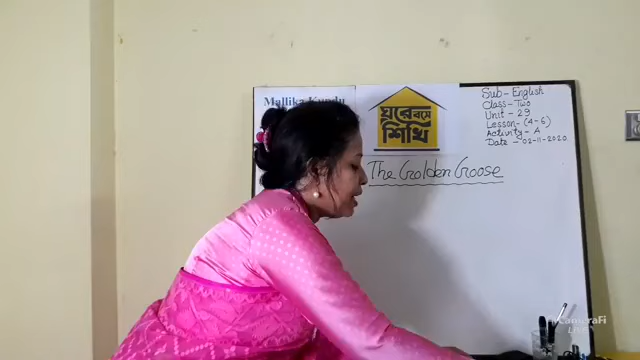 Mallika Kundu
ঘরে বসে
শিখি
Sub - English
Class - Two
Unit - 29
Lesson - (4-6)
Activity - A
Date - 02-11-2020
The Golden Goose
CameraFi
LIVE